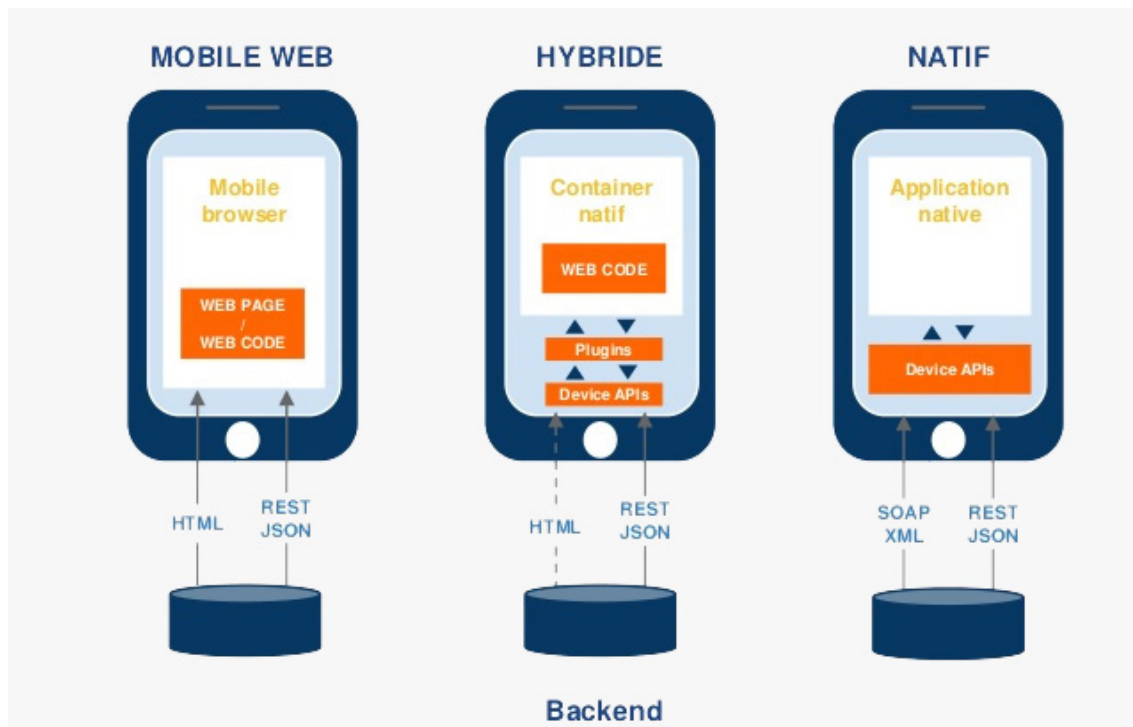 MOBILE WEB
Mobile
browser
WEB PAGE
/
WEB CODE
HTML
REST
JSON
HYBRIDE
Container
natif
WEB CODE
Plugins
Device APIs
HTML
REST
JSON
NATIF
Application
native
Device APIs
SOAP
XML
REST
JSON
Backend